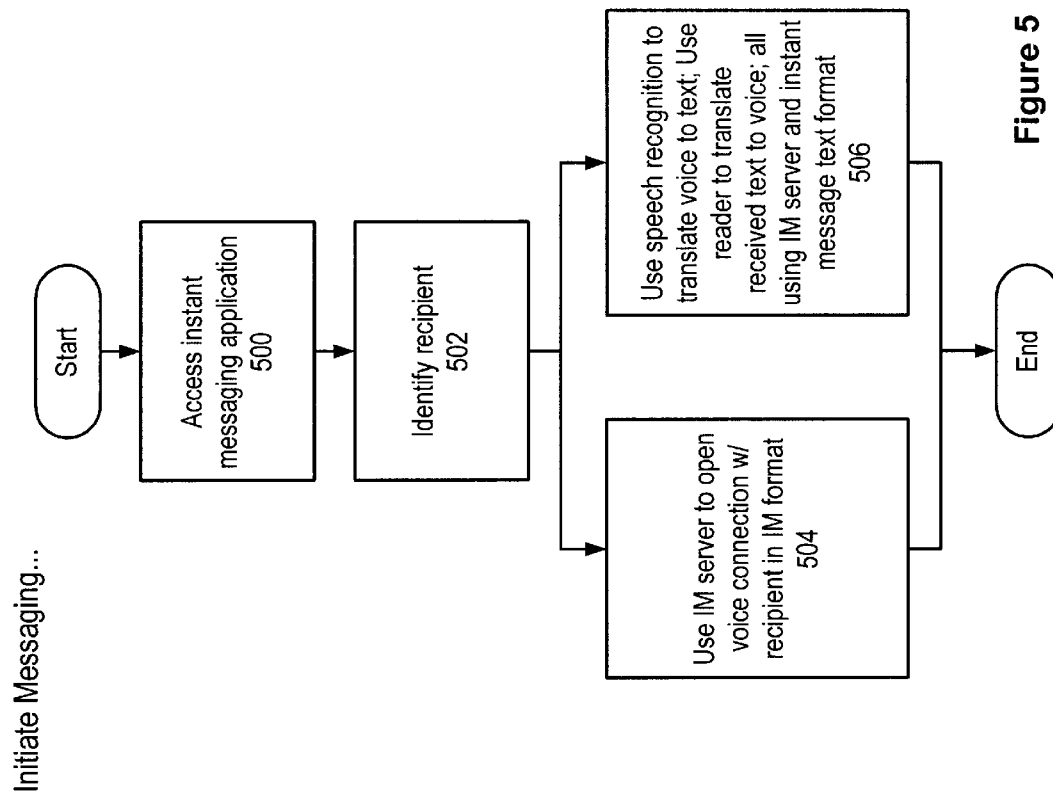 Initiate Messaging...
Start
Access instant
messaging application
500
Identify recipient
502
Use IM server to open
voice connection w/
recipient in IM format
504
Use speech recognition to
translate voice to text; Use
reader to translate
received text to voice; all
using IM server and instant
message text format
506
End
Figure 5